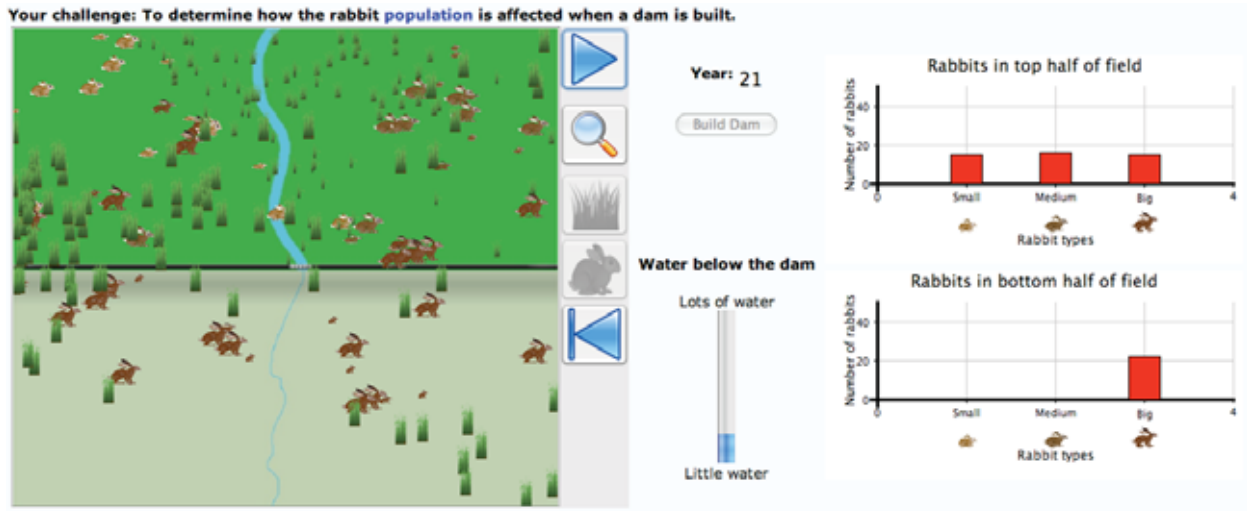 Your challenge: To determine how the rabbit population is affected when a dam is built.
Year: 21
Build Dam
Water below the dam
Lots of water
Little water
Rabbits in top half of field
Number of rabbits
40
20
0
0 Small Medium Big 4
Rabbit types
Rabbits in bottom half of field
Number of rabbits
40
20
0
0 Small Medium Big 4
Rabbit types